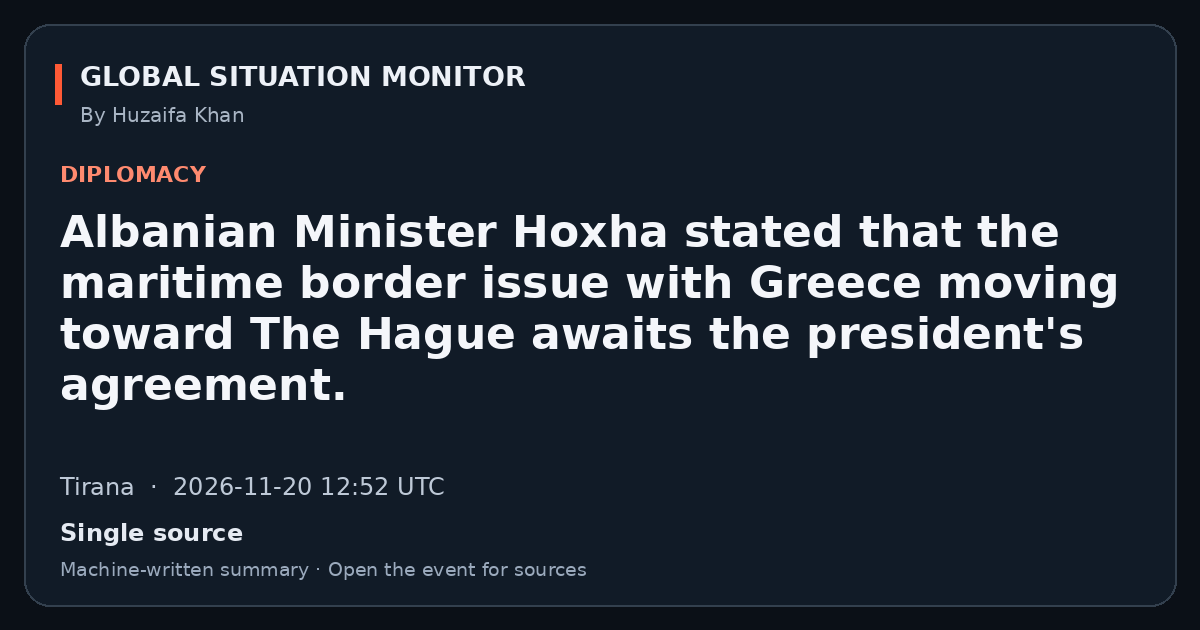 GLOBAL SITUATION MONITOR
By Huzaifa Khan
DIPLOMACY
Albanian Minister Hoxha stated that the
maritime border issue with Greece moving
toward The Hague awaits the president's
agreement.
Tirana · 2026-11-20 12:52 UTC
Single source
Machine-written summary · Open the event for sources